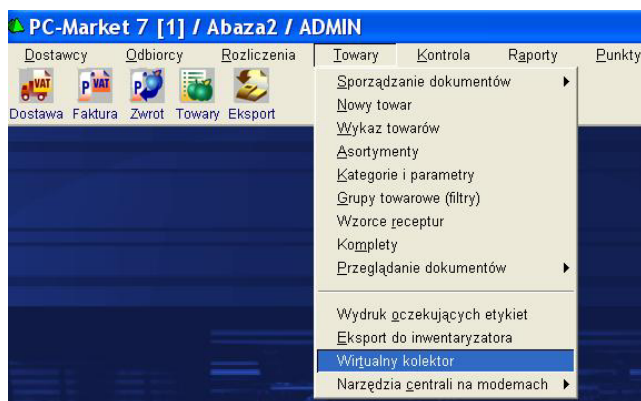 PC-Market 7 [1] / Abaza2 / ADMIN
Dostawcy Odbiorcy Rozliczenia Towary Kontrola Raporty Punkty
VAT P VAT P
Dostawa Faktura Zwrot Towary Eksport
Sporządzanie dokumentów
Nowy towar
Wykaz towarów
Asortymenty
Kategorie i parametry
Grupy towarowe (filtry)
Wzorce receptur
Komplety
Przeglądanie dokumentów
Wydruk oczekujących etykiet
Eksport do inwentaryzatora
Wirtualny kolektor
Narzędzia centrali na modemach